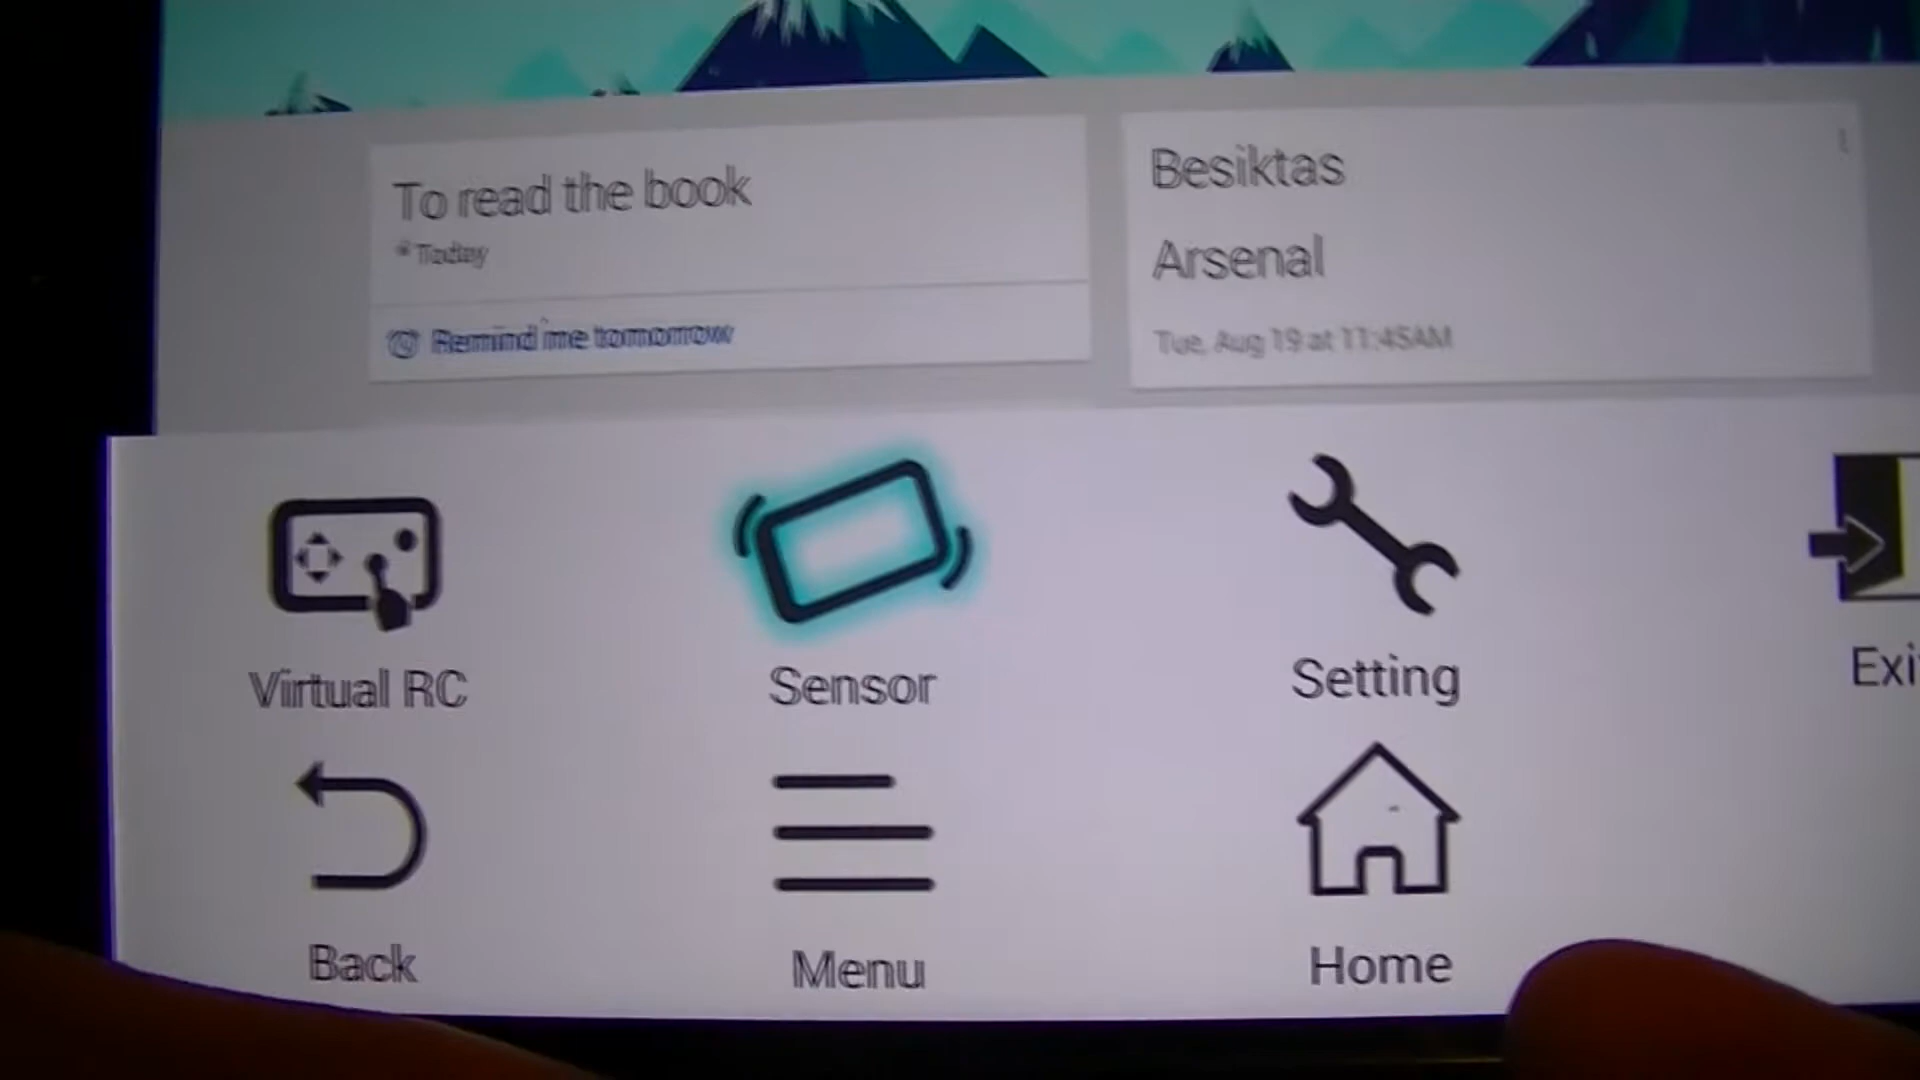 To read the book
Today
Remind me tomorrow
Besiktas
Arsenal
Tue, Aug 19 at 11:45AM
Virtual RC
Sensor
Setting
Exi
Back
Menu
Home